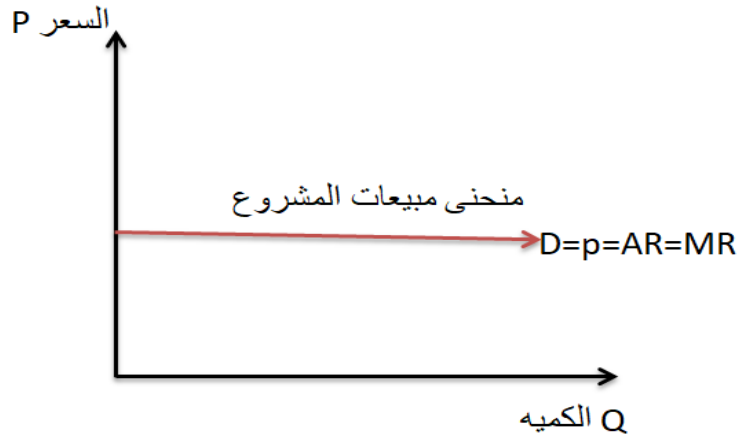 السعر P
منحنى مبيعات المشروع
D=p=AR=MR
الكميه Q